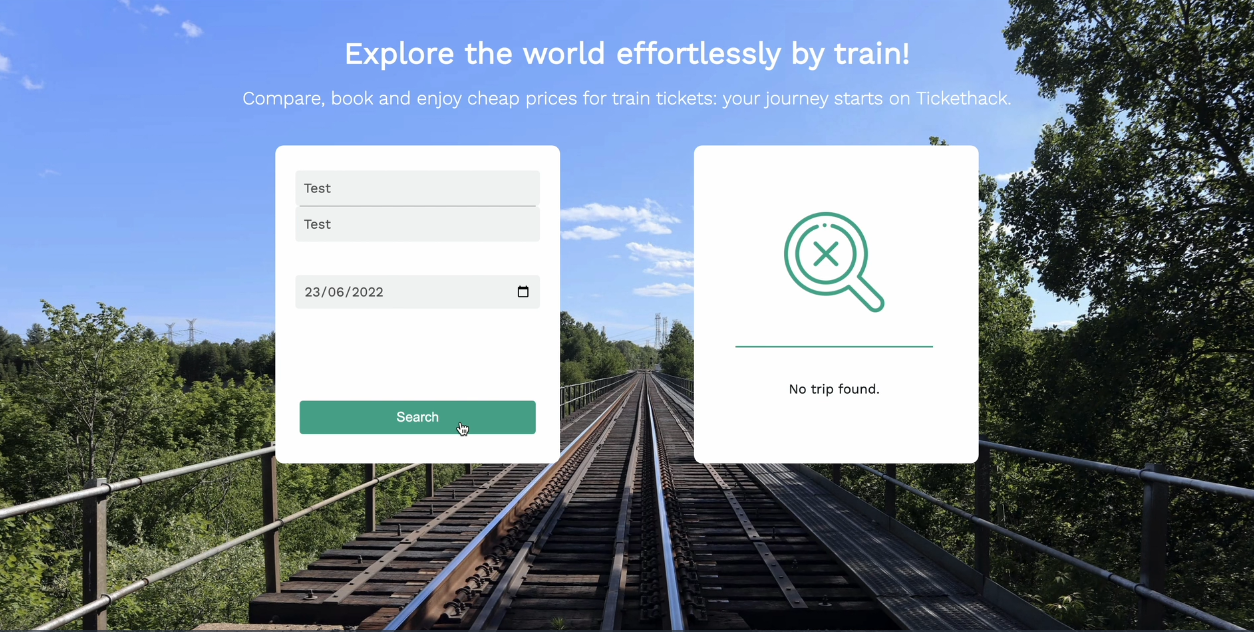 Explore the world effortlessly by train!
Compare, book and enjoy cheap prices for train tickets: your journey starts on Tickethack.
Test
Test
23/06/2022
Search
No trip found.